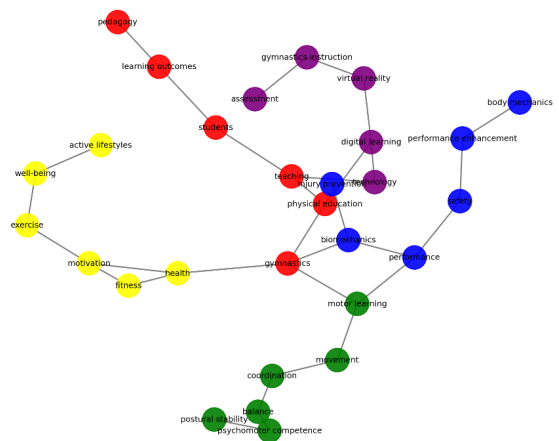 pedagogy
learning outcomes
gymnastics-instruction
virtual reality
assessment
body mechanics
students
performance enhancement
active lifestyles
digital learning
well-being
teaching
injury prevention
technology
safety
physical education
exercise
biomechanics
motivation
health
gymnastics
performance
fitness
motor learning
movement
coordination
balance
postural stability
psychomotor competence